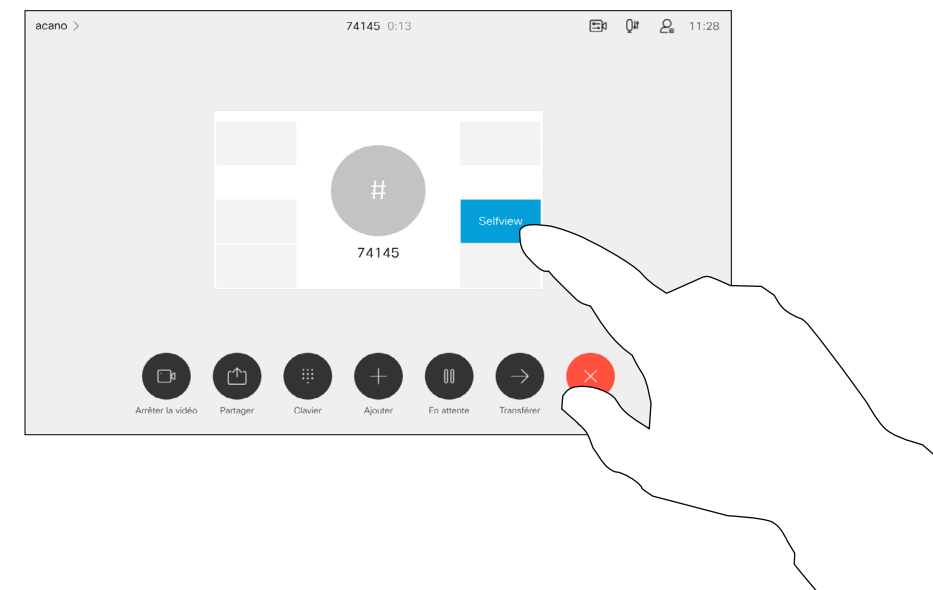 acano >
74145 0:13
11:28
#
74145
Selfview
Arrêter la vidéo
Partager
Clavier
Ajouter
En attente
Transférer